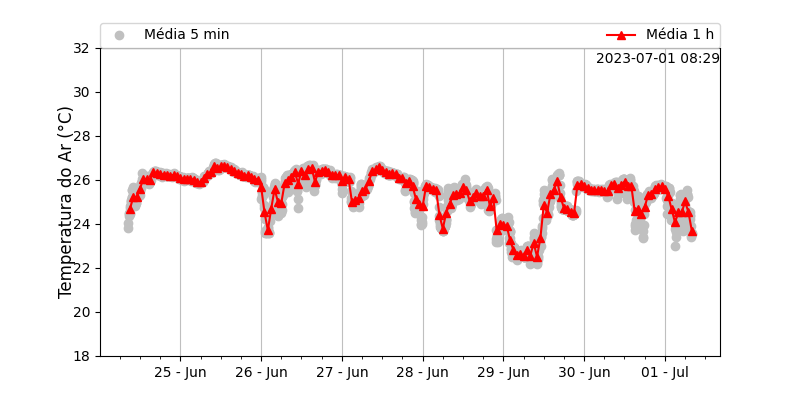 Média 5 min
Média 1 h
2023-07-01 08:29
Temperatura do Ar (°C)
32
30
28
26
24
22
20
18
25 - Jun
26 - Jun
27 - Jun
28 - Jun
29 - Jun
30 - Jun
01 - Jul